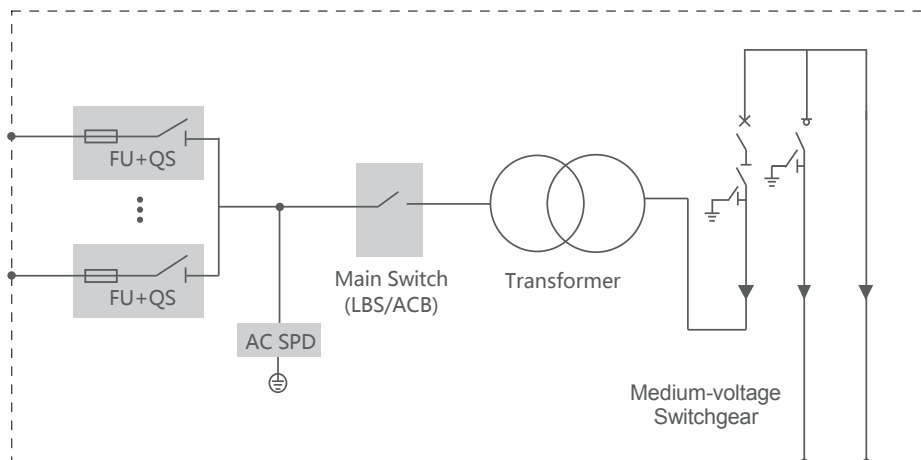 FU+QS
FU+QS
Main Switch
(LBS/ACB)
Transformer
AC SPD
Medium-voltage
Switchgear